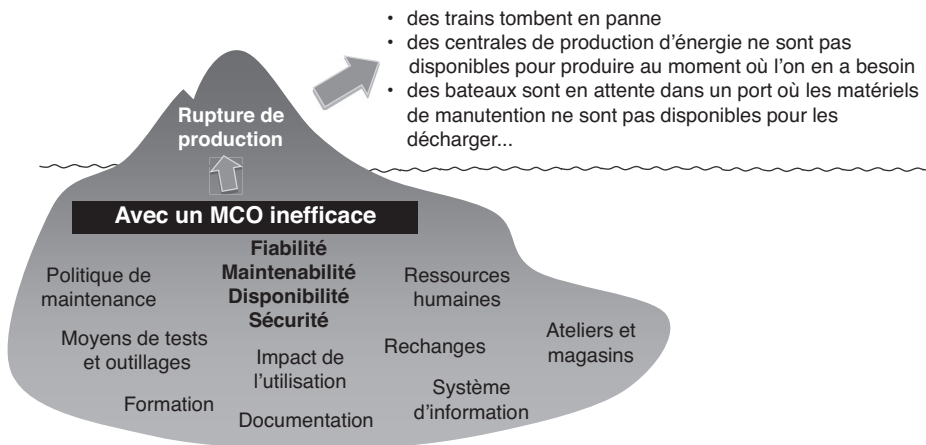 • des trains tombent en panne
• des centrales de production d’énergie ne sont pas
disponibles pour produire au moment où l’on en a besoin
• des bateaux sont en attente dans un port où les matériels
de manutention ne sont pas disponibles pour les
décharger...
Rupture de
production
Avec un MCO inefficace
Fiabilité
Maintenabilité
Disponibilité
Sécurité
Politique de
maintenance
Ressources
humaines
Moyens de tests
et outillages
Impact de
l’utilisation
Rechanges
Ateliers et
magasins
Formation
Documentation
Système
d’information